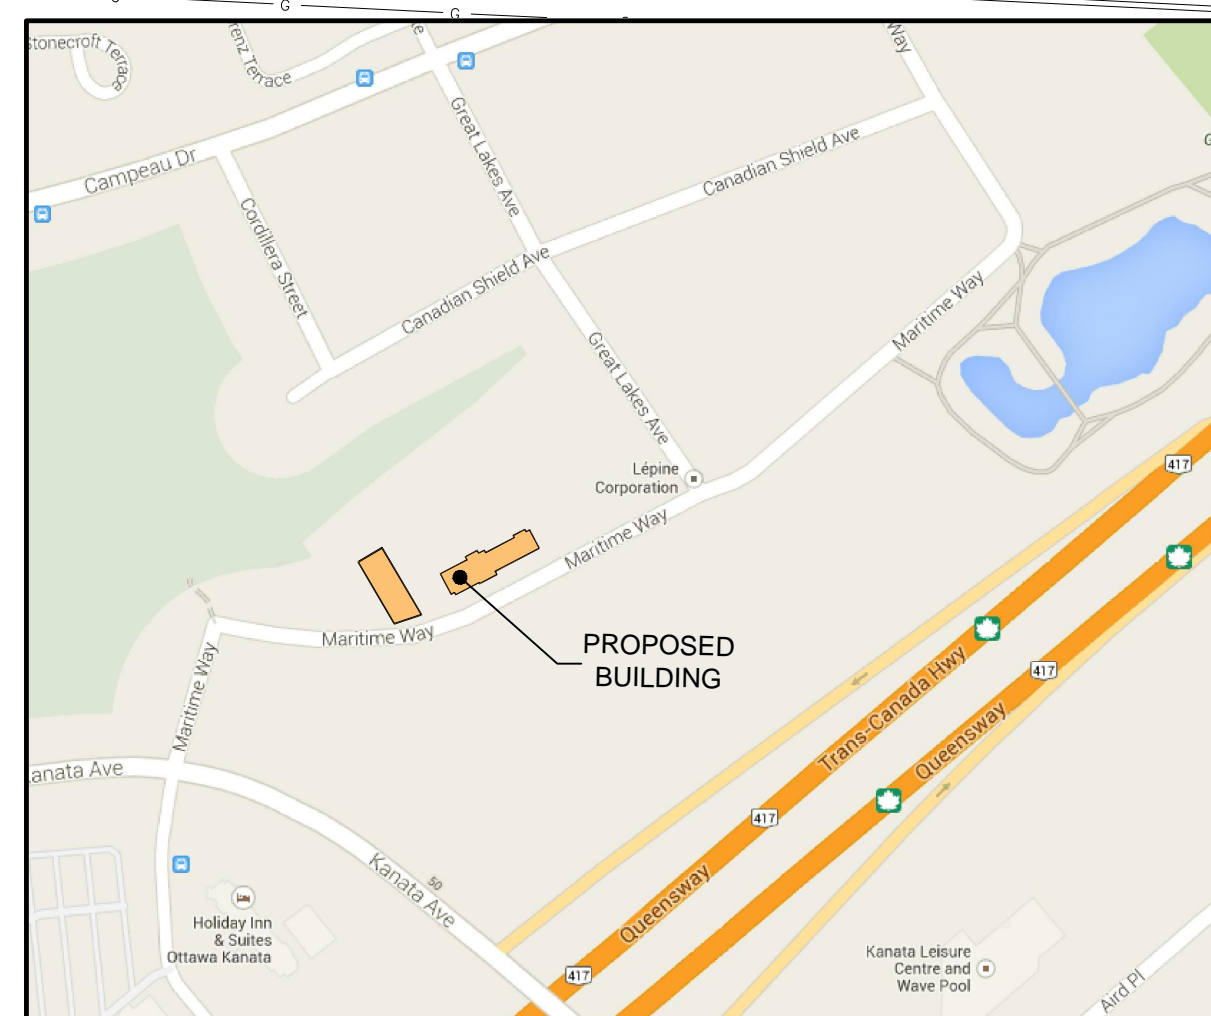 G
G
Stonecroft Terrace
Terrace
Way
Great Lakes Ave
Canadian Shield Ave
Campeau Dr
Cordillera Street
Canadian Shield Ave
Maritime Way
Great Lakes Ave
417
Lépine
Corporation
Maritime Way
Maritime Way
PROPOSED
BUILDING
Maritime Way
417
Trans-Canada Hwy
Queensway
417
Kanata Ave
50
Queensway
Holiday Inn
& Suites
Ottawa Kanata
Kanata Leisure
Centre and
Wave Pool
417
Aird Pl